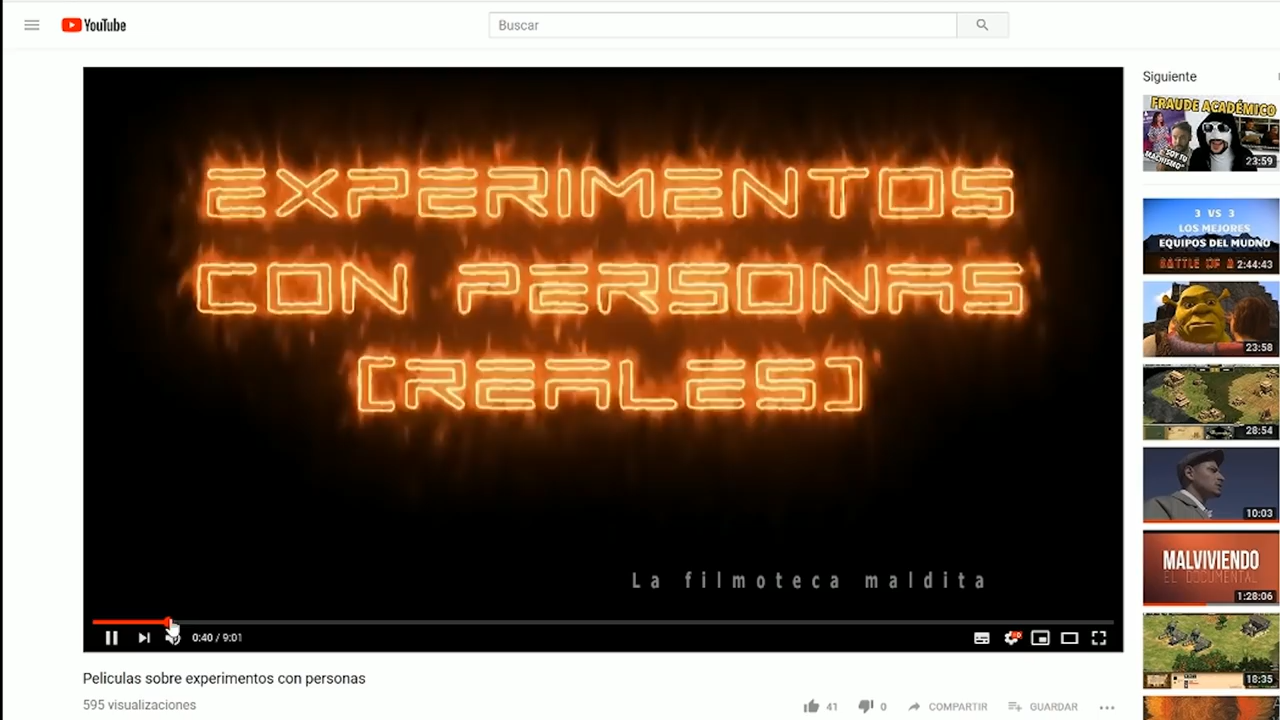 YouTube
Buscar
EXPERIMENTOS
CON PERSONAS
[REALES]
La filmoteca maldita
0:40 / 9:01
Peliculas sobre experimentos con personas
595 visualizaciones
41
0
COMPARTIR
GUARDAR
Siguiente
FRAUDE ACADÉMICO
23:59
3 VS 3
LOS MEJORES
EQUIPOS DEL MUDNO
BATTLE OF
2:44:43
23:58
28:54
10:03
MALVIVIENDO
EL DOCUMENTAL
1:28:06
18:35